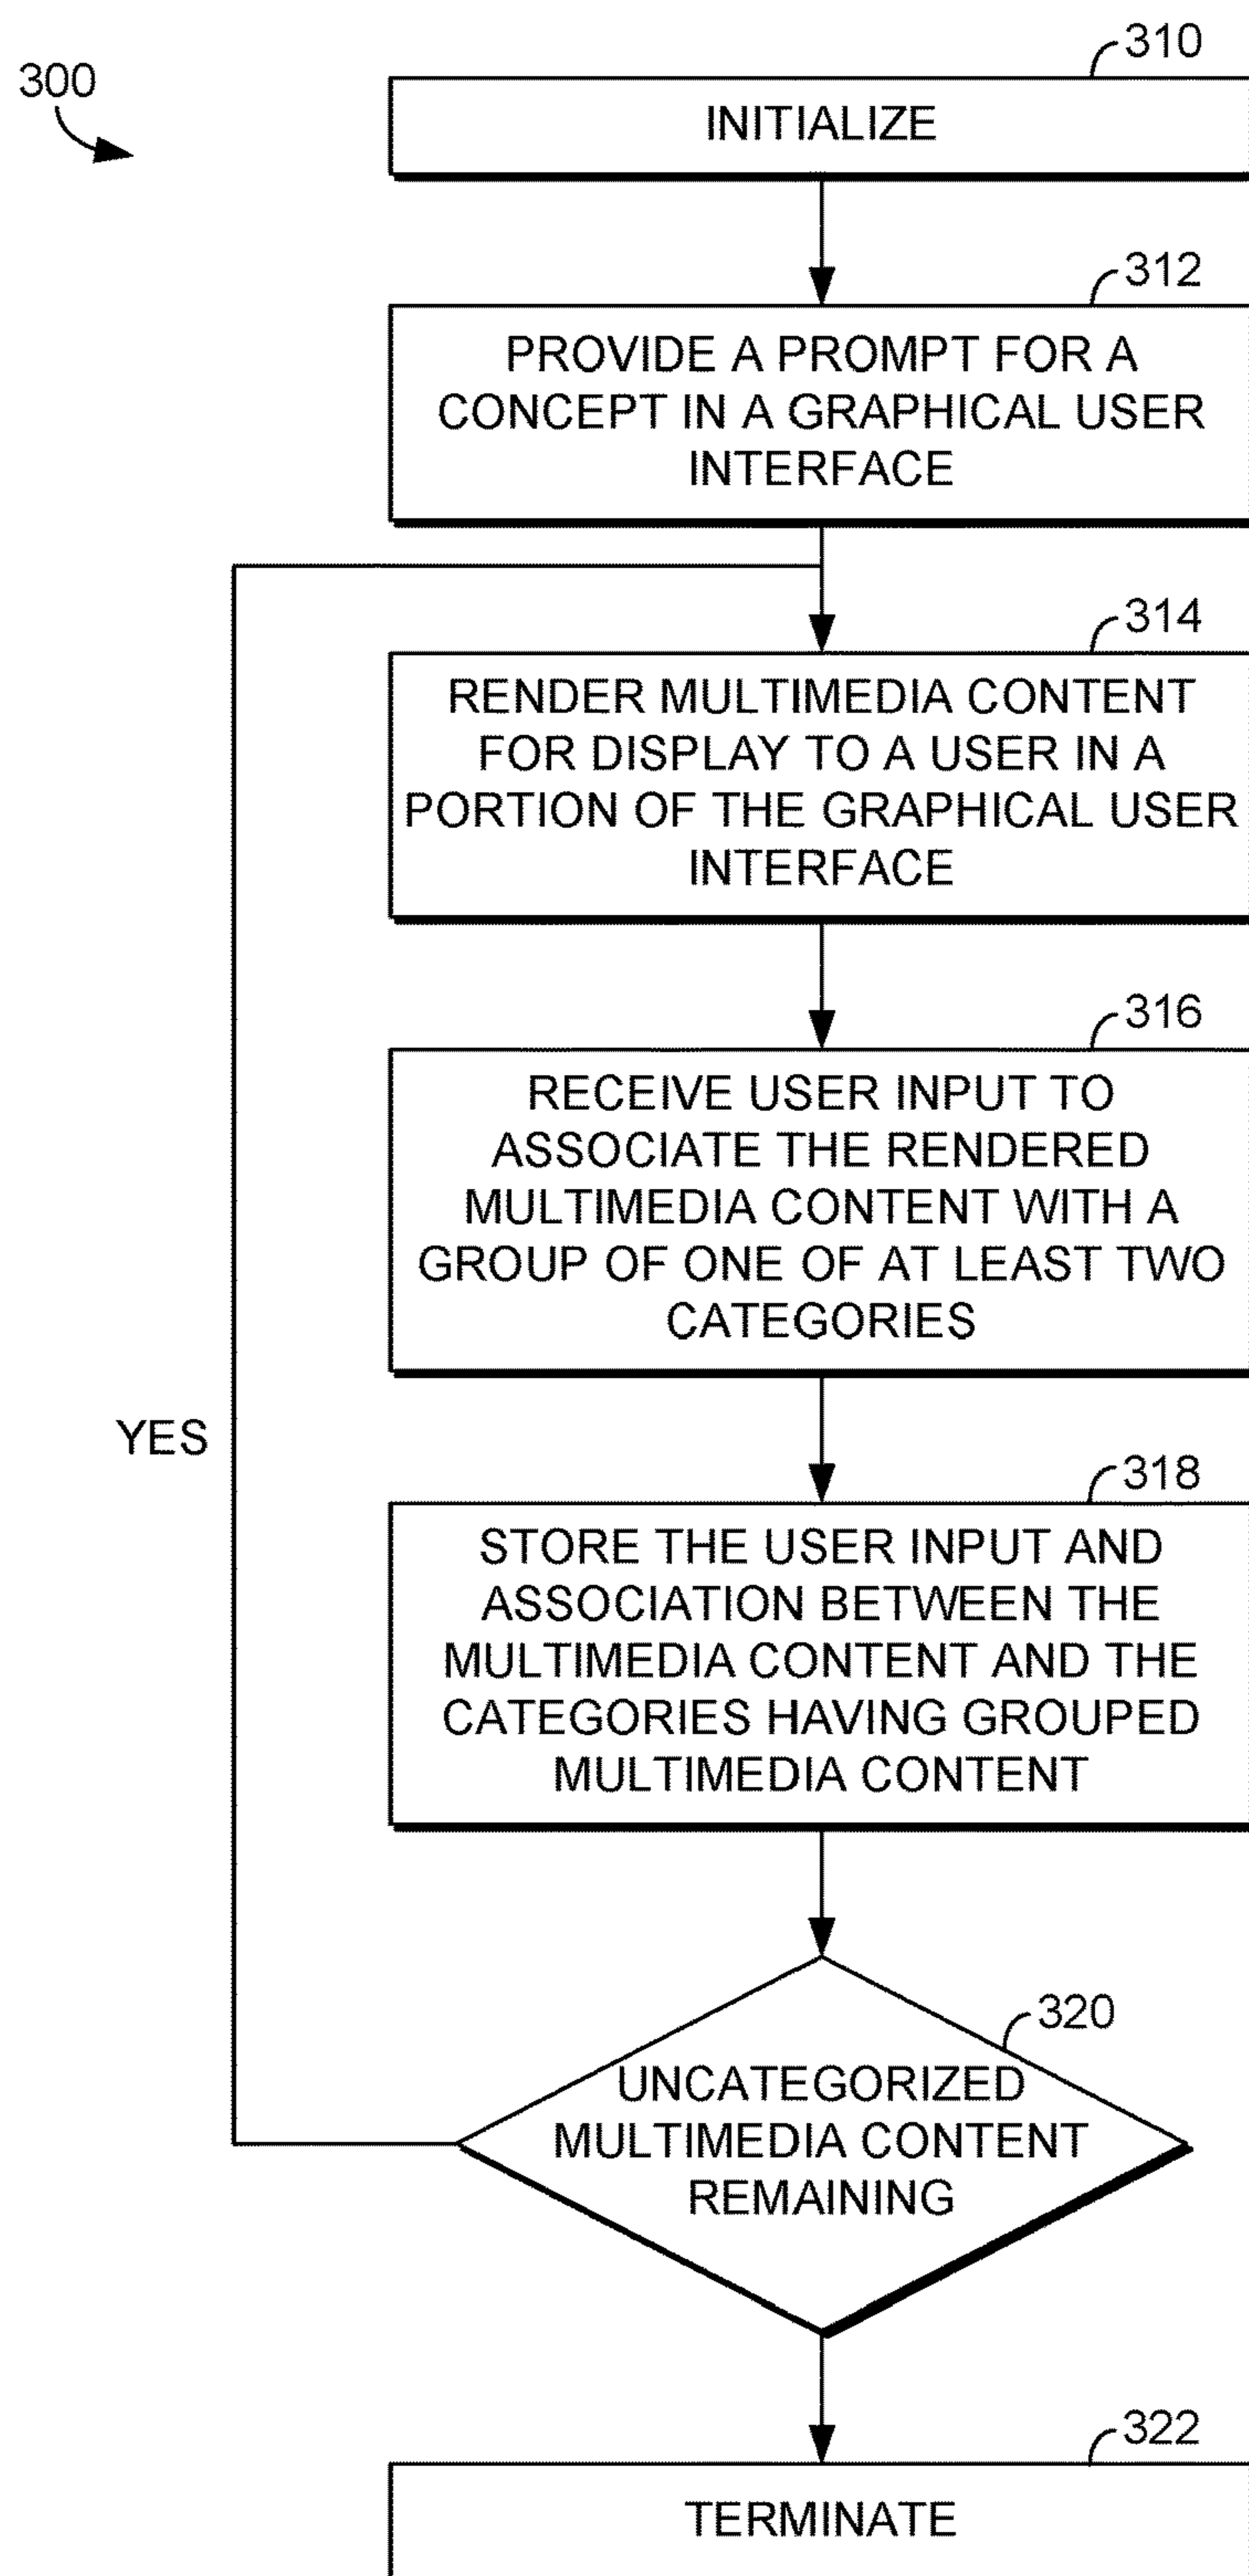 300
310
INITIALIZE
312
PROVIDE A PROMPT FOR A
CONCEPT IN A GRAPHICAL USER
INTERFACE
314
RENDER MULTIMEDIA CONTENT
FOR DISPLAY TO A USER IN A
PORTION OF THE GRAPHICAL USER
INTERFACE
316
RECEIVE USER INPUT TO
ASSOCIATE THE RENDERED
MULTIMEDIA CONTENT WITH A
GROUP OF ONE OF AT LEAST TWO
CATEGORIES
YES
318
STORE THE USER INPUT AND
ASSOCIATION BETWEEN THE
MULTIMEDIA CONTENT AND THE
CATEGORIES HAVING GROUPED
MULTIMEDIA CONTENT
320
UNCATEGORIZED
MULTIMEDIA CONTENT
REMAINING
322
TERMINATE